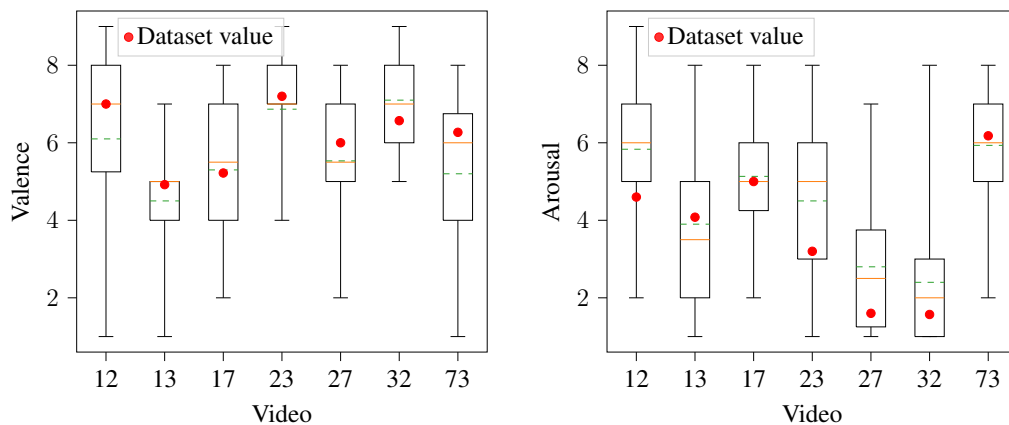 Dataset value
8
6
4
2
Valence
12 13 17 23 27 32 73
Video
Dataset value
8
6
4
2
Arousal
12 13 17 23 27 32 73
Video